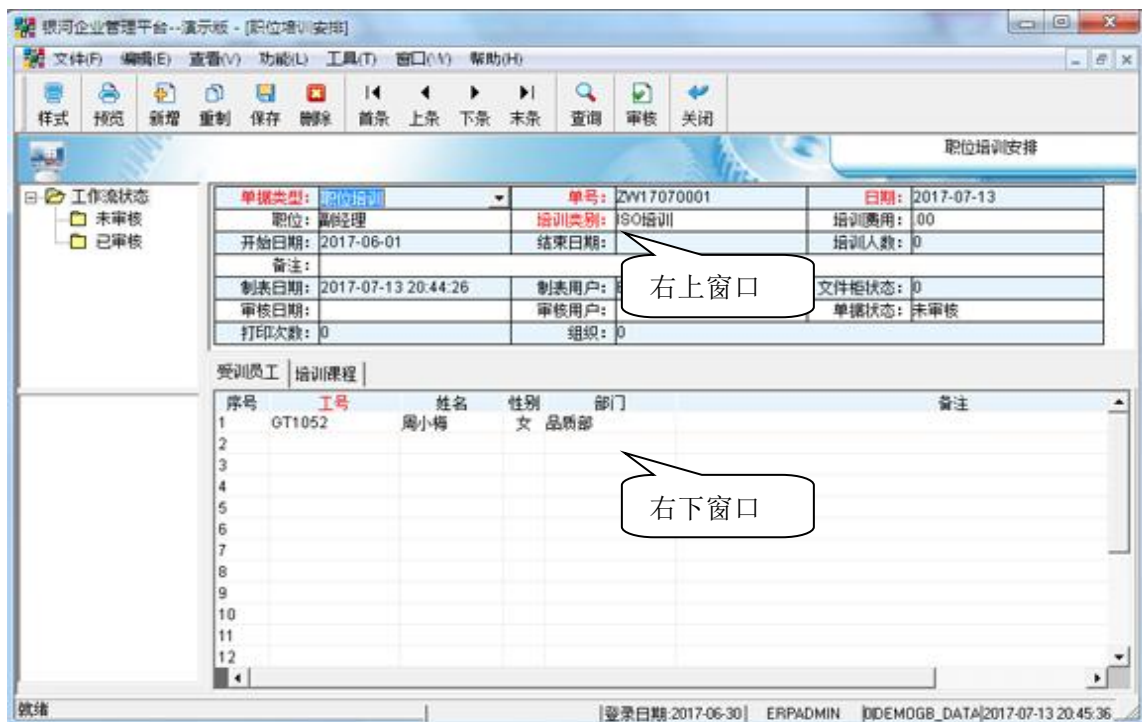 银河企业管理平台--演示版 - [职位培训安排]
文件(F) 编辑(E) 查看(V) 功能(L) 工具(T) 窗口(W) 帮助(H)
样式 预览 新增 重制 保存 删除 首条 上条 下条 末条 查询 审核 关闭
职位培训安排
工作流状态
未审核
已审核
单据类型: 职位培训 单号: ZW17070001 日期: 2017-07-13
职位: 副经理 培训类别: ISO培训 培训费用: .00
开始日期: 2017-06-01 结束日期: 培训人数: 0
备注:
制表日期: 2017-07-13 20:44:26 制表用户: 文件柜状态: 0
审核日期: 审核用户: 单据状态: 未审核
打印次数: 0 组织: 0
右上窗口
受训员工 培训课程
序号 工号 姓名 性别 部门 备注
1 GT1052 周小梅 女 品质部
2
3
4
5
6
7
8
9
10
11
12
右下窗口
就绪 登录日期:2017-06-30 ERPADMIN DEMOGB_DATA 2017-07-13 20:45:36